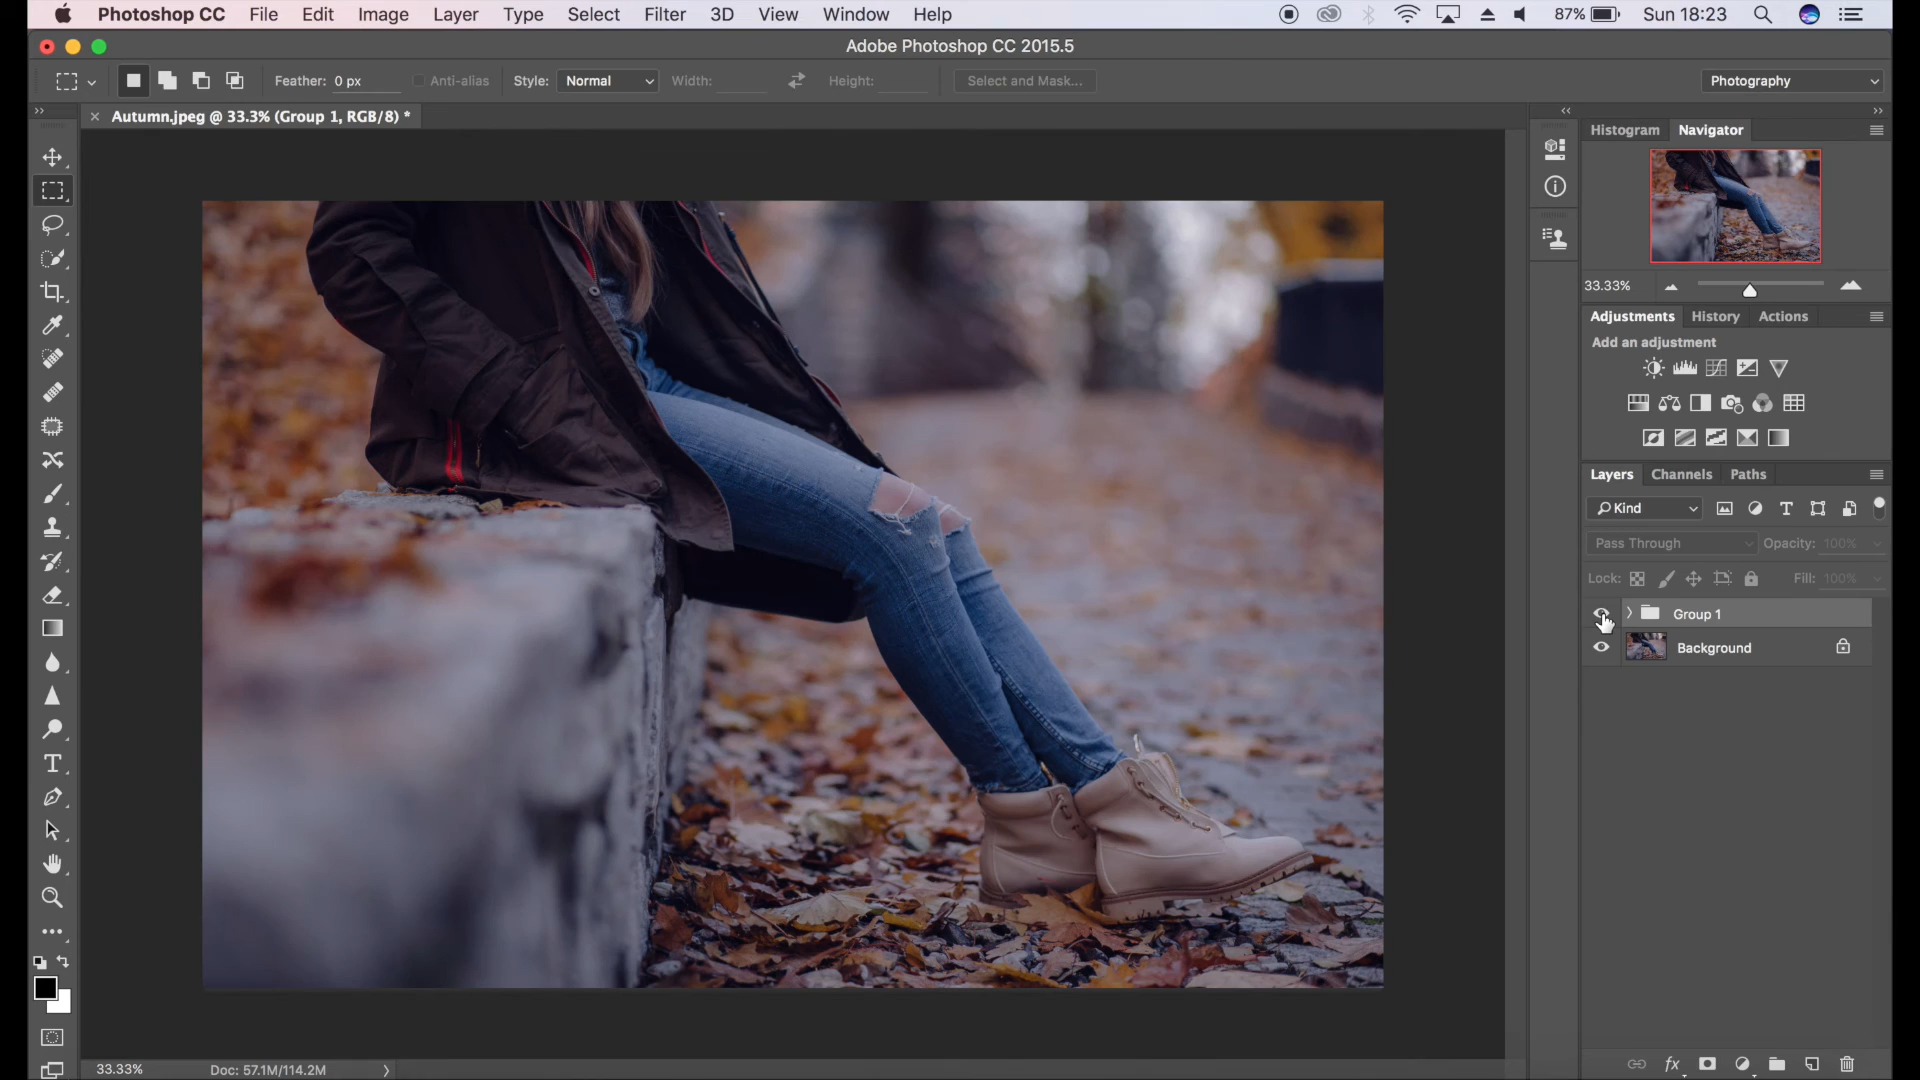 Photoshop CC File Edit Image Layer Type Select Filter 3D View Window Help 87% Sun 18:23
Adobe Photoshop CC 2015.5
Feather: 0 px Anti-alias Style: Normal Width: Height: Select and Mask... Photography
Autumn.jpeg @ 33.3% (Group 1, RGB/8) *
Histogram Navigator
33.33%
Adjustments History Actions
Add an adjustment
Layers Channels Paths
Kind
Pass Through Opacity: 100%
Lock: Fill: 100%
Group 1
Background
33.33% Doc: 57.1M/114.2M
fx